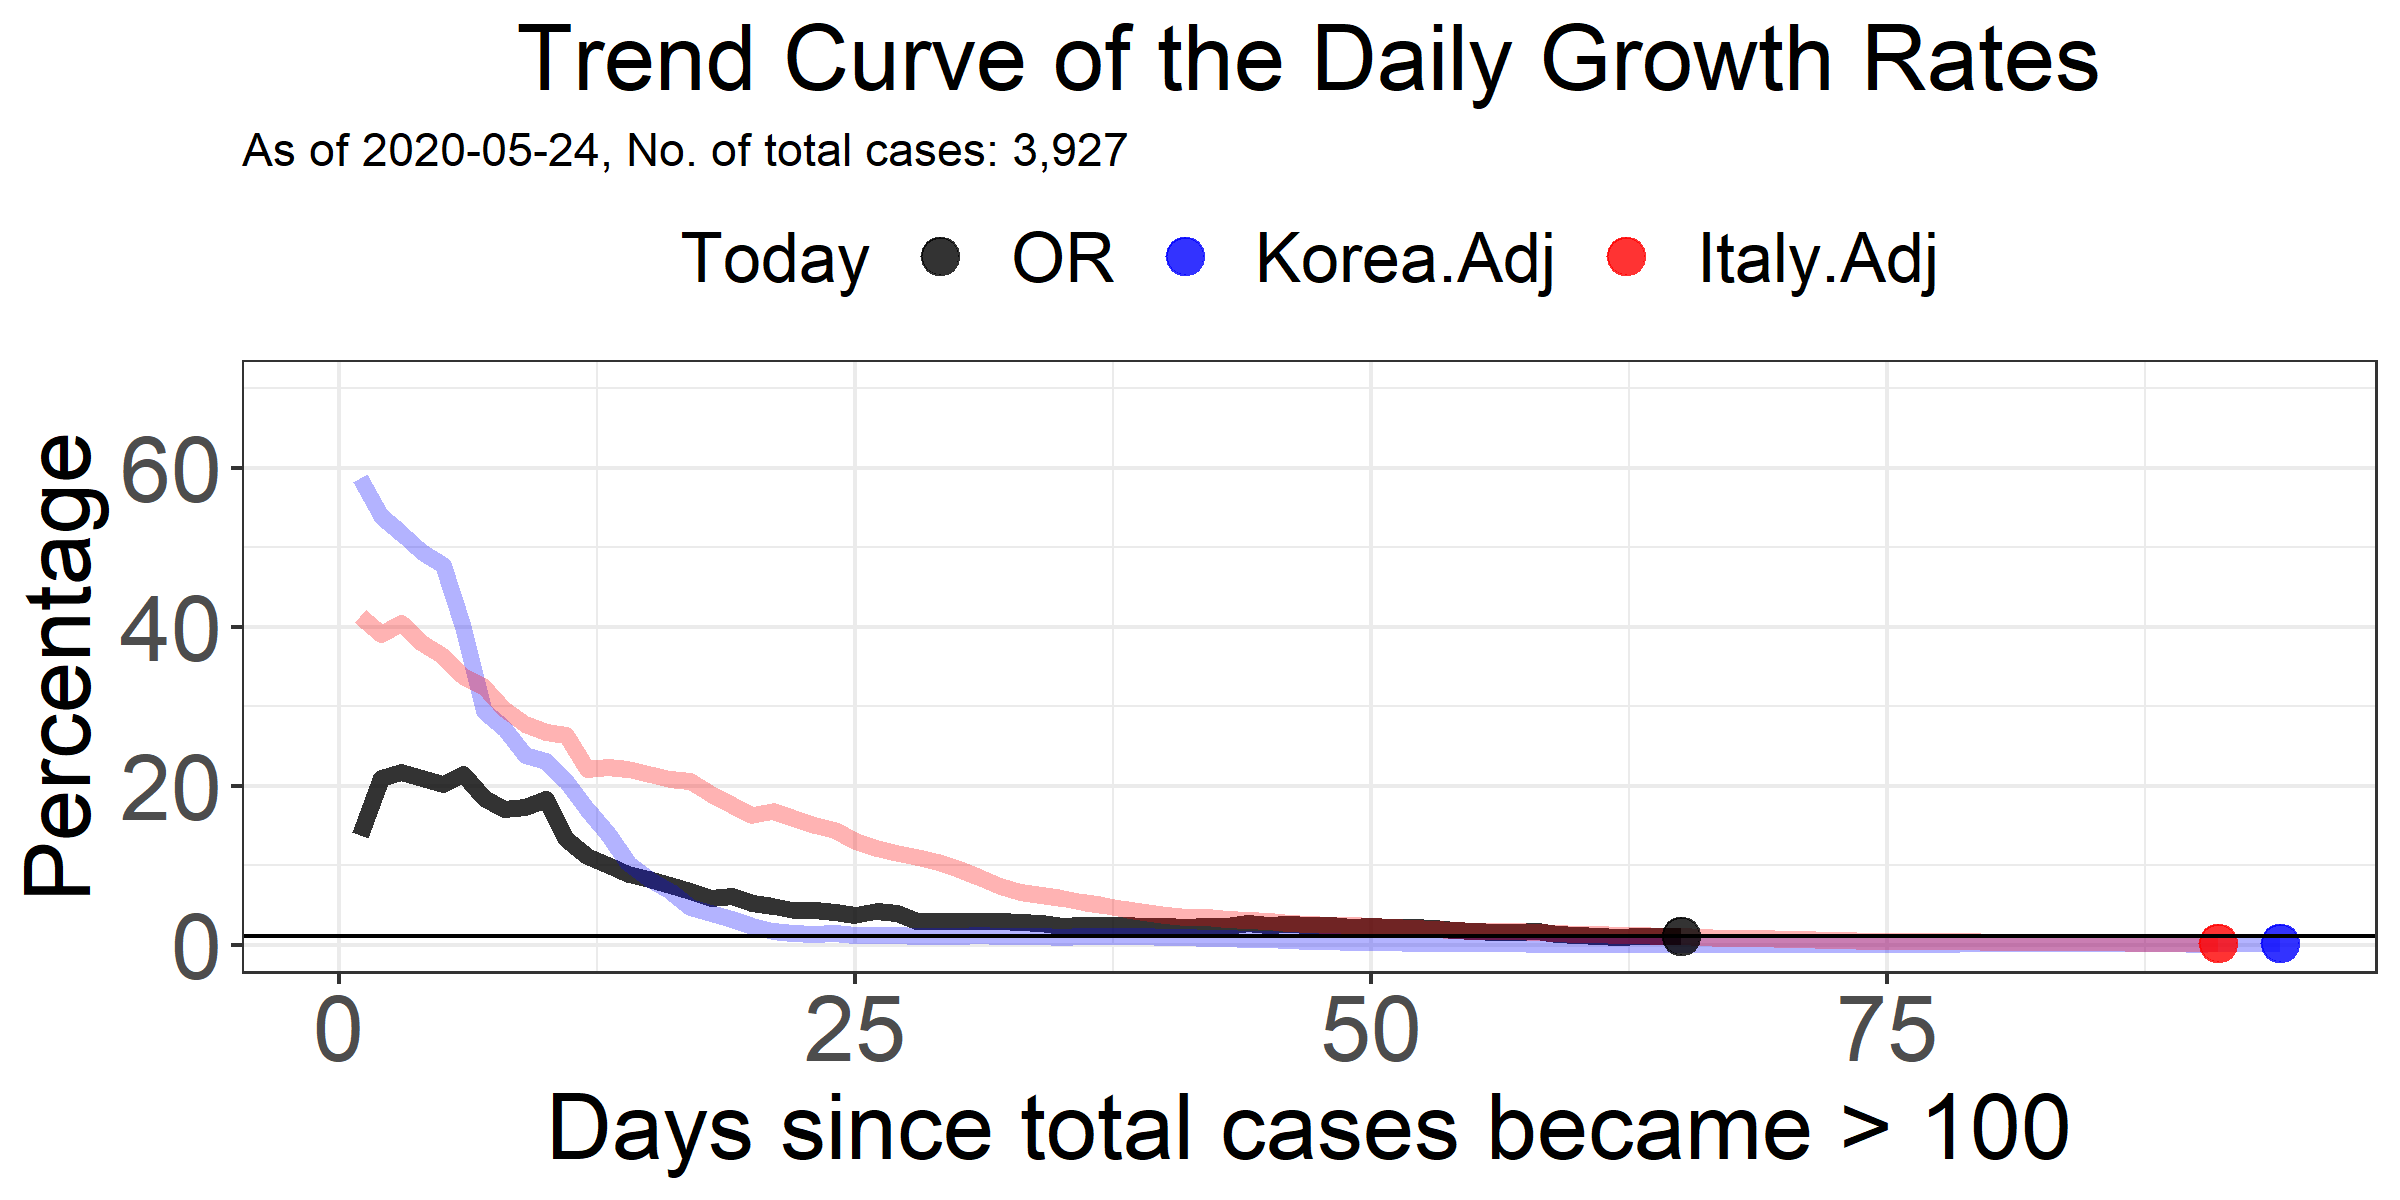 Trend Curve of the Daily Growth Rates
As of 2020-05-24, No. of total cases: 3,927
Today OR Korea.Adj Italy.Adj
Percentage
60
40
20
0
0 25 50 75
Days since total cases became > 100